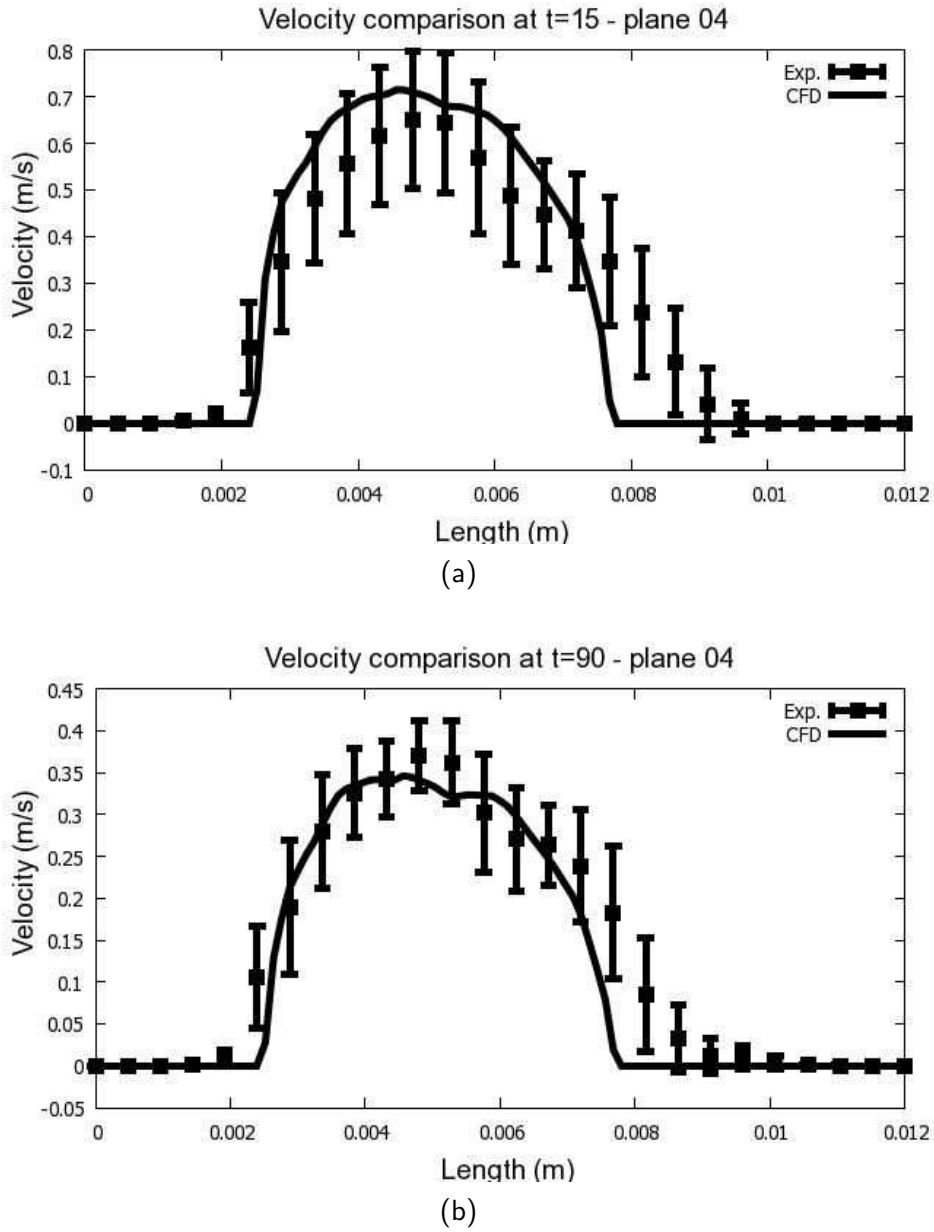 Velocity comparison at t=15 - plane 04
0.8
0.7
0.6
0.5
0.4
0.3
0.2
0.1
0
-0.1
Velocity (m/s)
Exp.
CFD
0 0.002 0.004 0.006 0.008 0.01 0.012
Length (m)
(a)
Velocity comparison at t=90 - plane 04
0.45
0.4
0.35
0.3
0.25
0.2
0.15
0.1
0.05
0
-0.05
Velocity (m/s)
Exp.
CFD
0 0.002 0.004 0.006 0.008 0.01 0.012
Length (m)
(b)